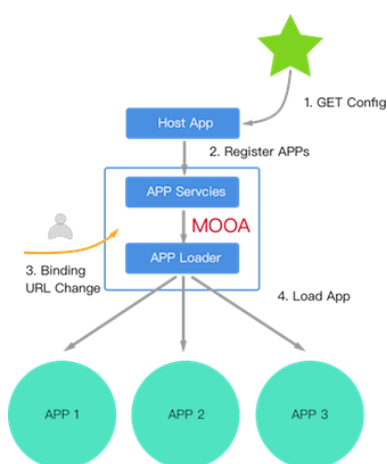 1. GET Config
Host App
2. Register APPs
APP Servcies
MOOA
APP Loader
3. Binding
URL Change
4. Load App
APP 1
APP 2
APP 3